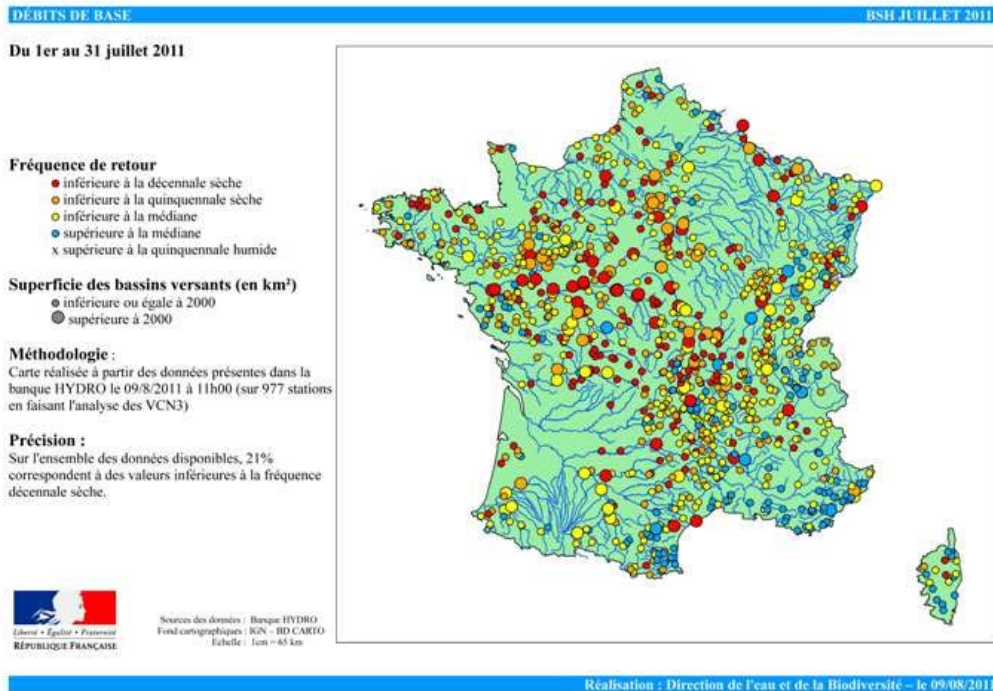 DÉBITS DE BASE
BSH JUILLET 2011
Du 1er au 31 juillet 2011
Fréquence de retour
inférieure à la décennale sèche
inférieure à la quinquennale sèche
inférieure à la médiane
supérieure à la médiane
x supérieure à la quinquennale humide
Superficie des bassins versants (en km²)
inférieure ou égale à 2000
supérieure à 2000
Méthodologie :
Carte réalisée à partir des données présentes dans la
banque HYDRO le 09/8/2011 à 11h00 (sur 977 stations
en faisant l'analyse des VCN3)
Précision :
Sur l'ensemble des données disponibles, 21%
correspondent à des valeurs inférieures à la fréquence
décennale sèche.
Liberté • Égalité • Fraternité
RÉPUBLIQUE FRANÇAISE
Sources des données : Banque HYDRO
Fond cartographiques : IGN – BD CARTO
Echelle : 1cm = 65 km
Réalisation : Direction de l'eau et de la Biodiversité – le 09/08/2011